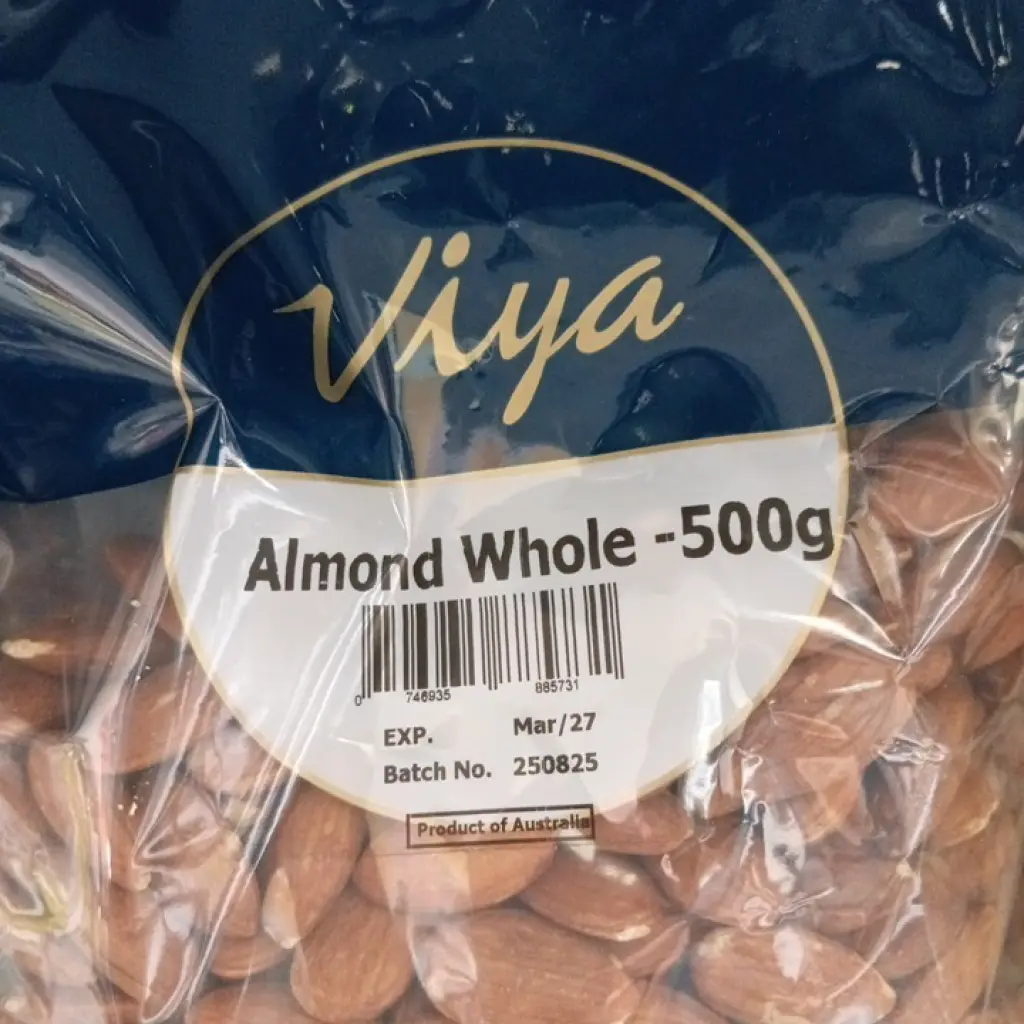 Viya
Almond Whole -500g
0 746935 885731
EXP. Mar/27
Batch No. 250825
Product of Australia